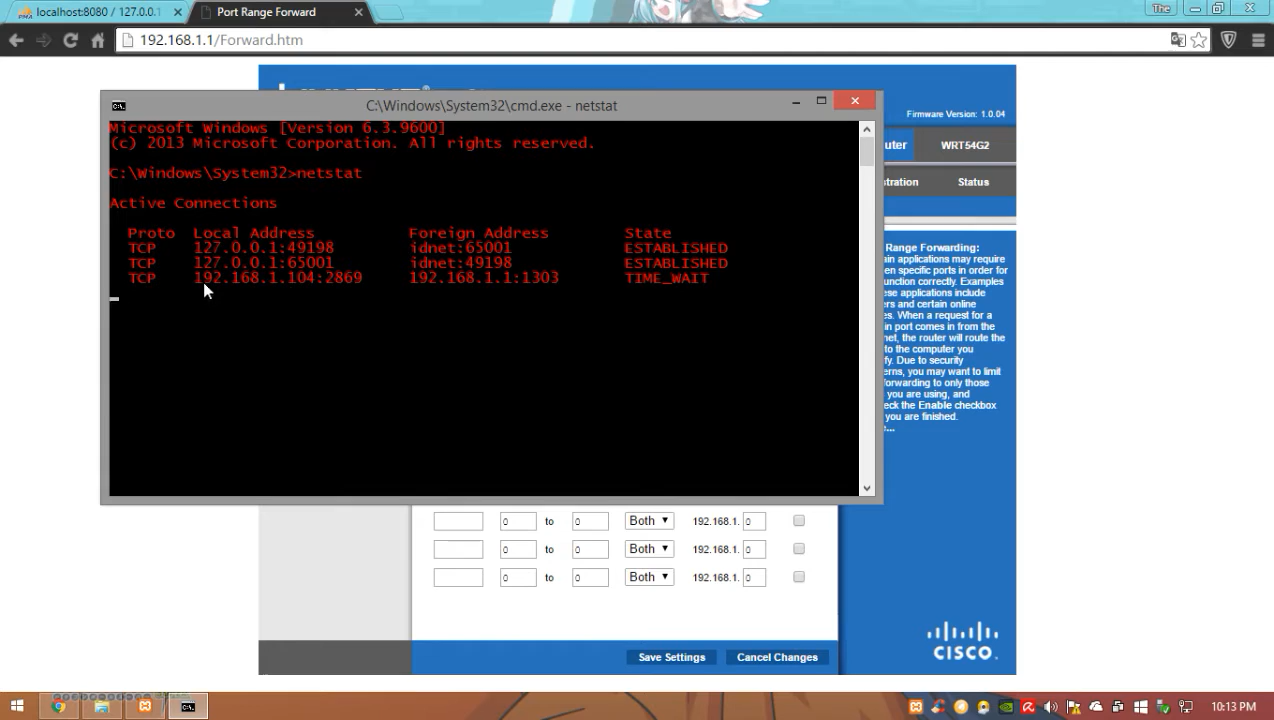 localhost:8080 / 127.0.0.1
Port Range Forward
The
192.168.1.1/Forward.htm
C:\Windows\System32\cmd.exe - netstat
Microsoft Windows [Version 6.3.9600]
(c) 2013 Microsoft Corporation. All rights reserved.
C:\Windows\System32>netstat
Active Connections
Proto Local Address Foreign Address State
TCP 127.0.0.1:49198 idnet:65001 ESTABLISHED
TCP 127.0.0.1:65001 idnet:49198 ESTABLISHED
TCP 192.168.1.104:2869 192.168.1.1:1303 TIME_WAIT
Firmware Version: 1.0.04
uter WRT54G2
stration Status
Range Forwarding:
ain applications may require
en specific ports in order for
unction correctly. Examples
ese applications include
ers and certain online
es. When a request for a
in port comes in from the
net, the router will route the
to the computer you
ify. Due to security
erns, you may want to limit
forwarding to only those
you are using, and
eck the Enable checkbox
you are finished.
e...
0 to 0 Both 192.168.1. 0
0 to 0 Both 192.168.1. 0
0 to 0 Both 192.168.1. 0
Save Settings Cancel Changes
CISCO.
10:13 PM